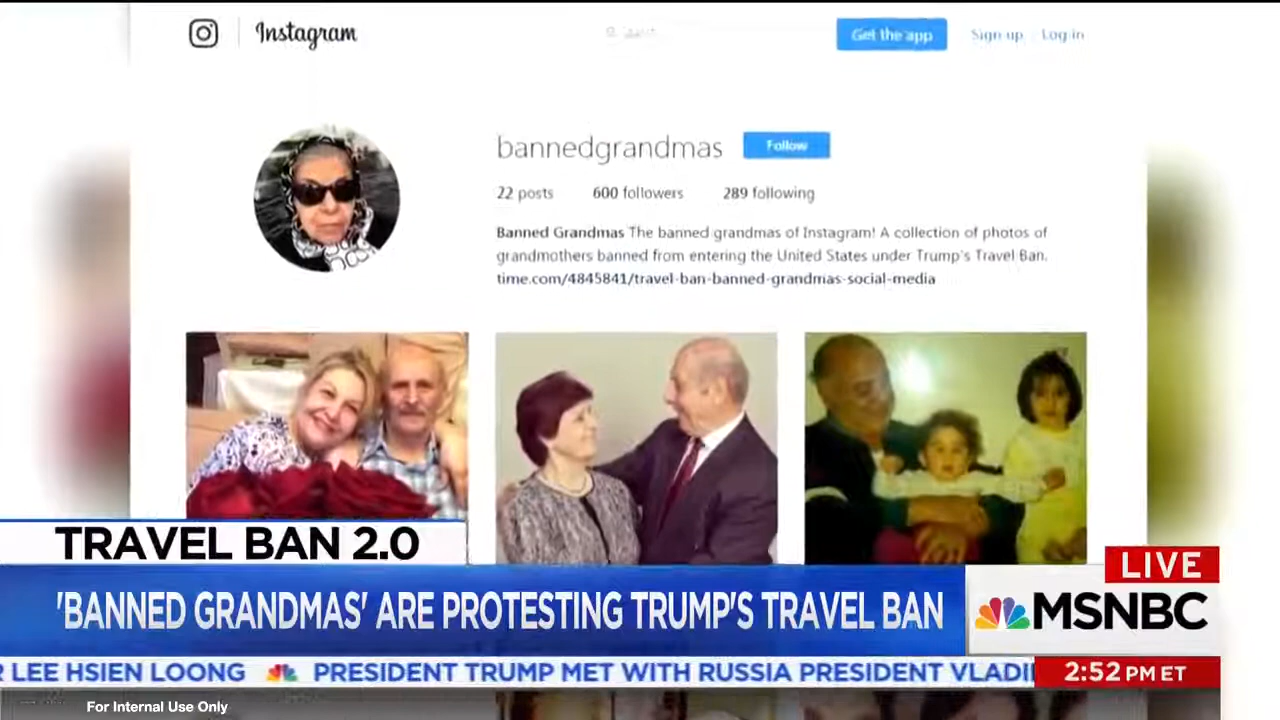 Instagram
Search
Get the app
Sign up
Log in
bannedgrandmas
Follow
22 posts
600 followers
289 following
Banned Grandmas The banned grandmas of Instagram! A collection of photos of
grandmothers banned from entering the United States under Trump's Travel Ban.
time.com/4845841/travel-ban-banned-grandmas-social-media
TRAVEL BAN 2.0
LIVE
'BANNED GRANDMAS' ARE PROTESTING TRUMP'S TRAVEL BAN
MSNBC
R LEE HSIEN LOONG
PRESIDENT TRUMP MET WITH RUSSIA PRESIDENT VLADI
2:52 PM ET
For Internal Use Only